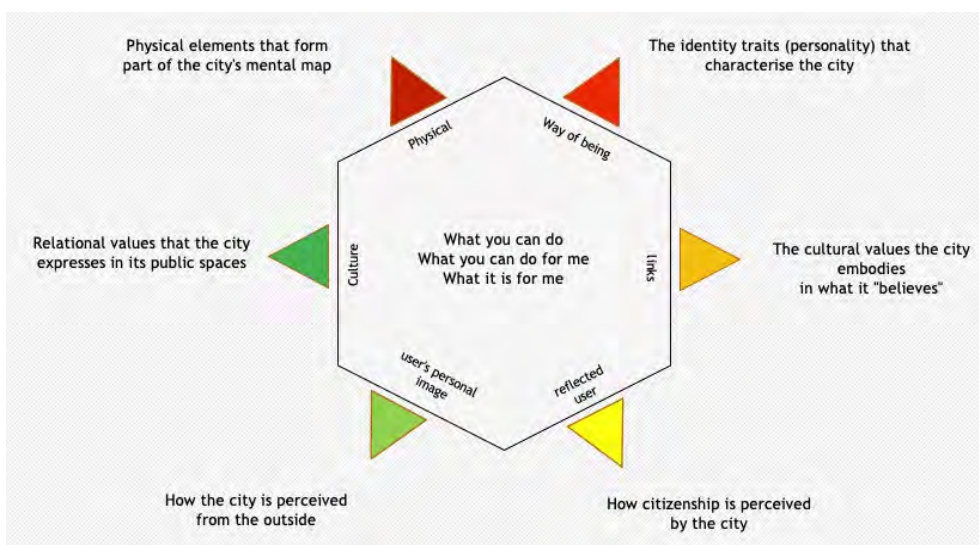 Physical elements that form
part of the city's mental map
The identity traits (personality) that
characterise the city
Physical
Way of being
Relational values that the city
expresses in its public spaces
Culture
What you can do
What you can do for me
What it is for me
links
The cultural values the city
embodies
in what it "believes"
user's personal
image
reflected
user
How the city is perceived
from the outside
How citizenship is perceived
by the city